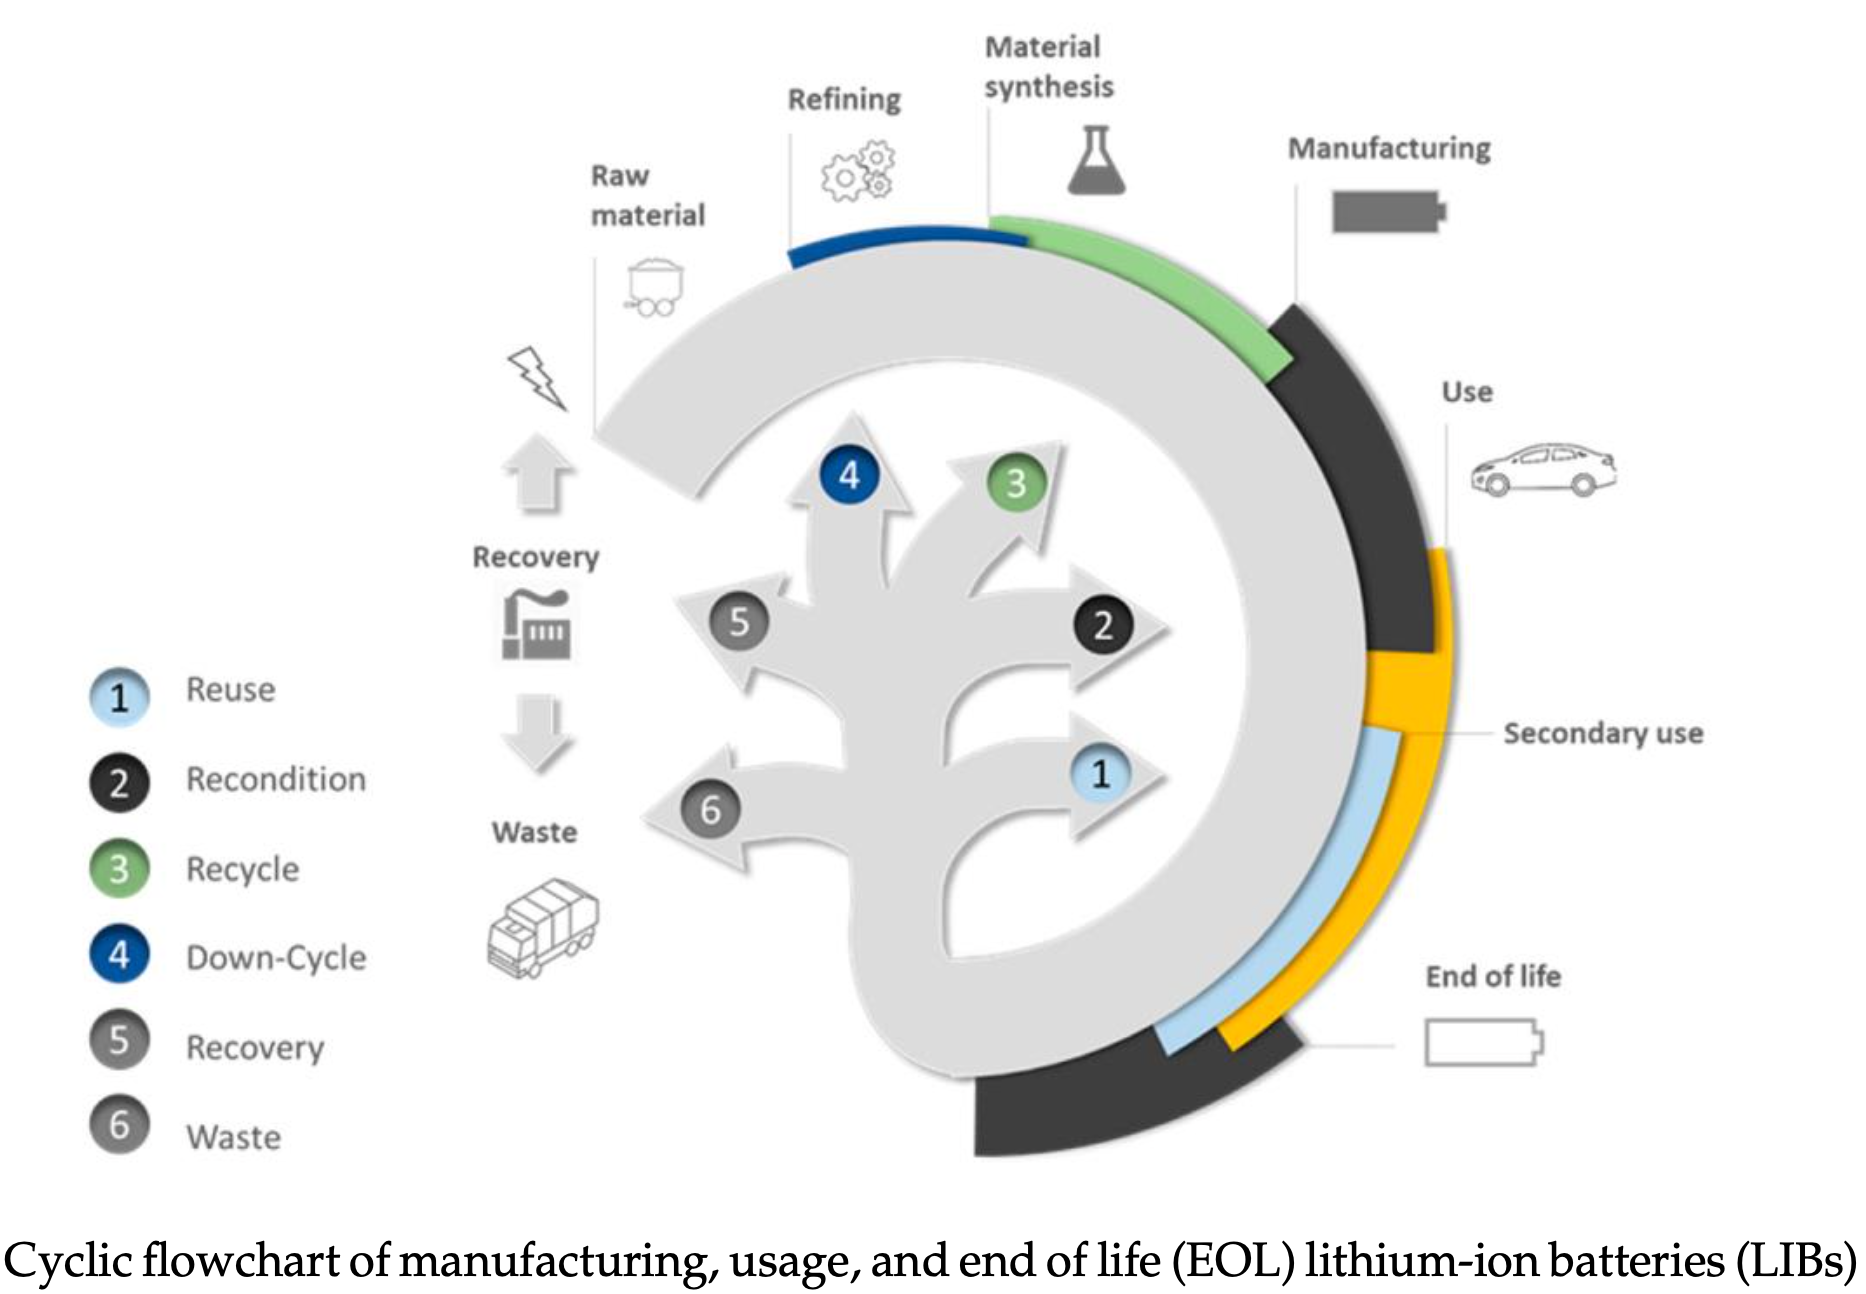 Material
synthesis
Refining
Manufacturing
Raw
material
Use
Recovery
Waste
Secondary use
End of life
4
3
5
2
1
6
1 Reuse
2 Recondition
3 Recycle
4 Down-Cycle
5 Recovery
6 Waste
Cyclic flowchart of manufacturing, usage, and end of life (EOL) lithium-ion batteries (LIBs)